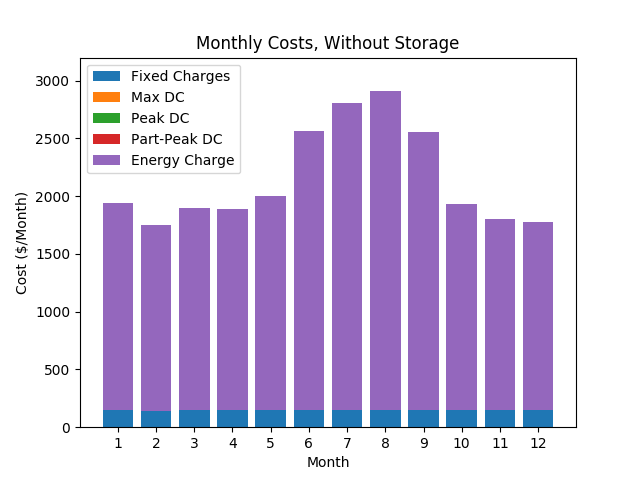 Monthly Costs, Without Storage
Fixed Charges
Max DC
Peak DC
Part-Peak DC
Energy Charge
3000
2500
2000
1500
1000
500
0
Cost ($/Month)
1 2 3 4 5 6 7 8 9 10 11 12
Month